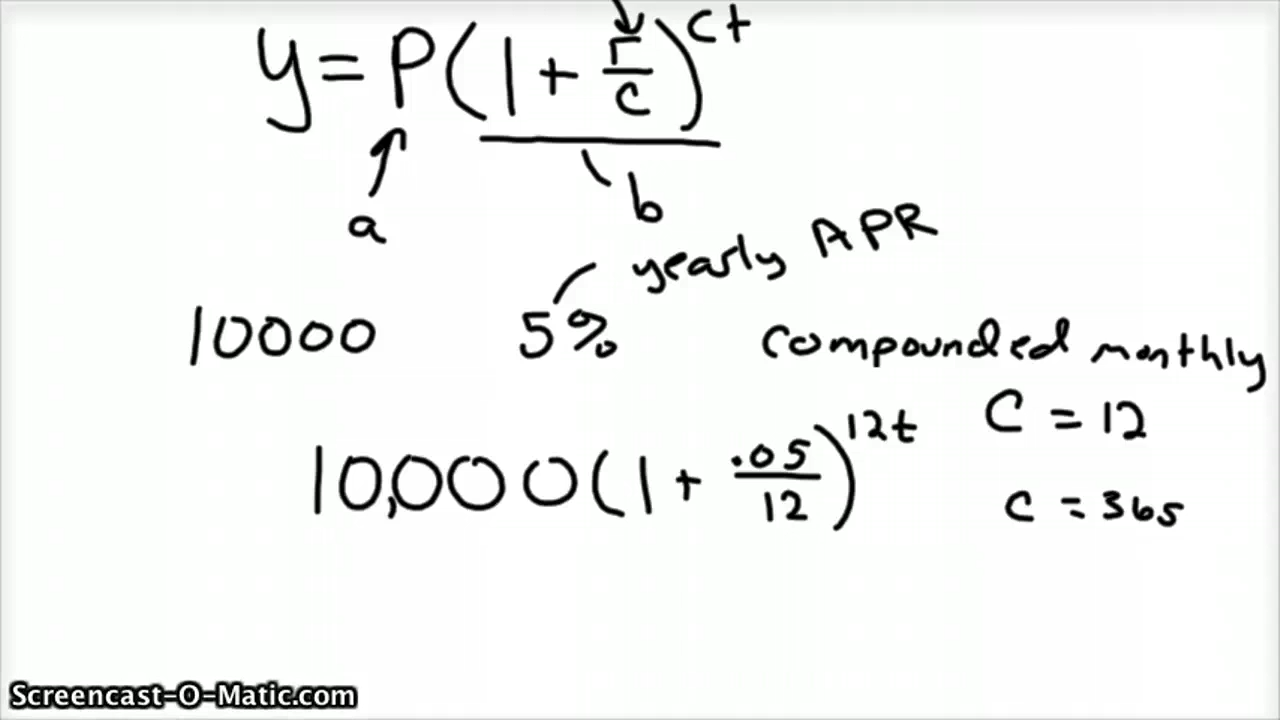 y = P(1 + r/c)^ct
a
b
yearly APR
10000 5% compounded monthly
C = 12
10,000(1 + .05/12)^12t
C = 365
Screencast-O-Matic.com